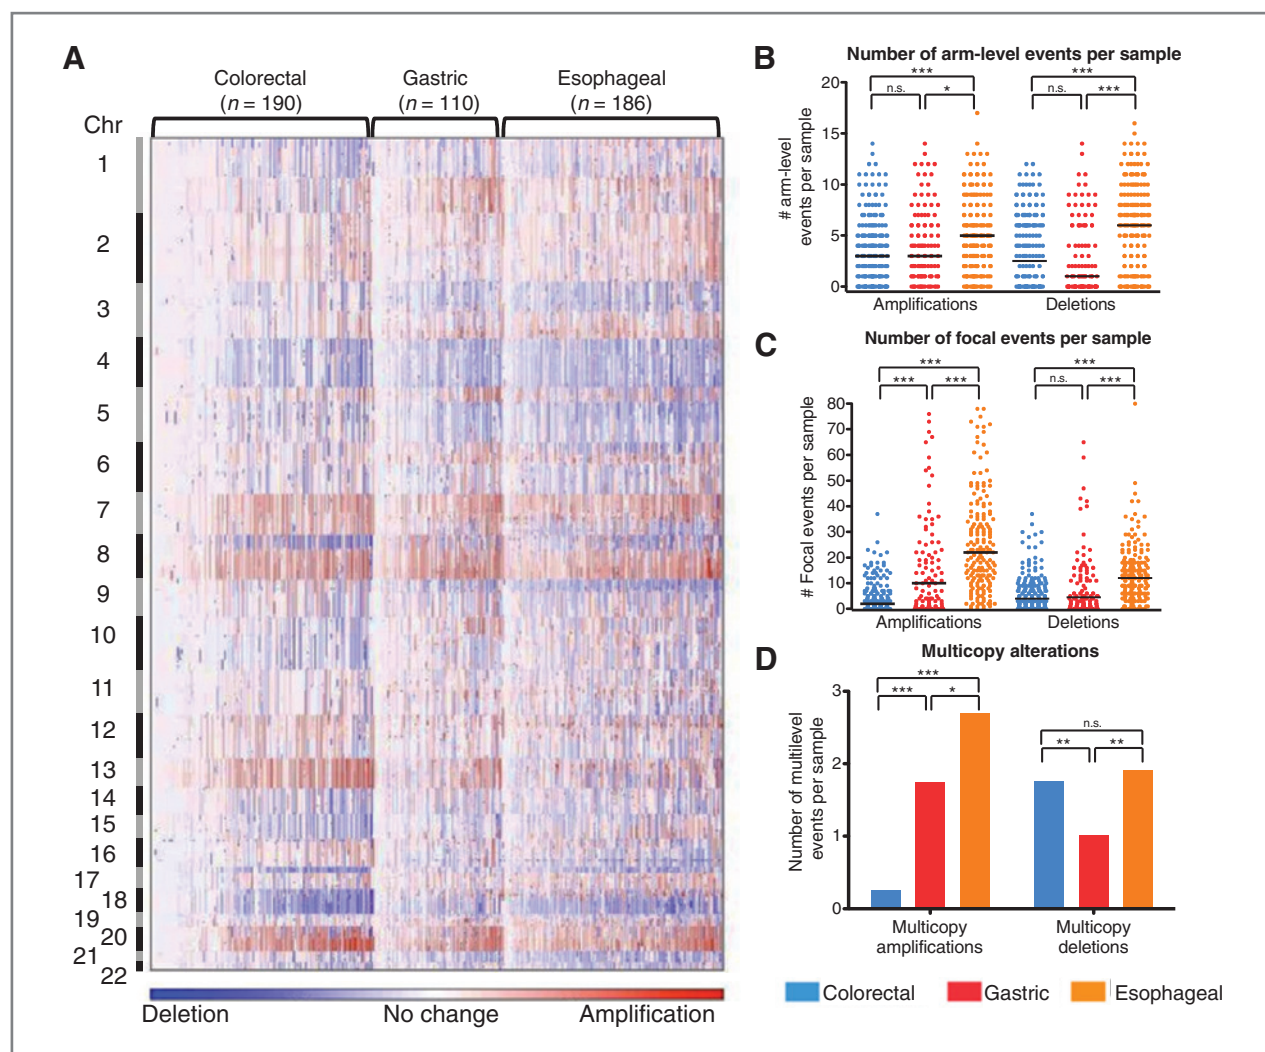 A
Colorectal
(n = 190)
Gastric
(n = 110)
Esophageal
(n = 186)
Chr
1
2
3
4
5
6
7
8
9
10
11
12
13
14
15
16
17
18
19
20
21
22
Deletion
No change
Amplification
B
Number of arm-level events per sample
# arm-level
events per sample
20
15
10
5
0
***
n.s.
*
***
n.s.
***
Amplifications
Deletions
C
Number of focal events per sample
# Focal events per sample
80
70
60
50
40
30
20
10
0
***
***
***
***
n.s.
***
Amplifications
Deletions
D
Multicopy alterations
Number of multilevel
events per sample
3
2
1
0
***
***
*
n.s.
**
**
Multicopy
amplifications
Multicopy
deletions
Colorectal
Gastric
Esophageal